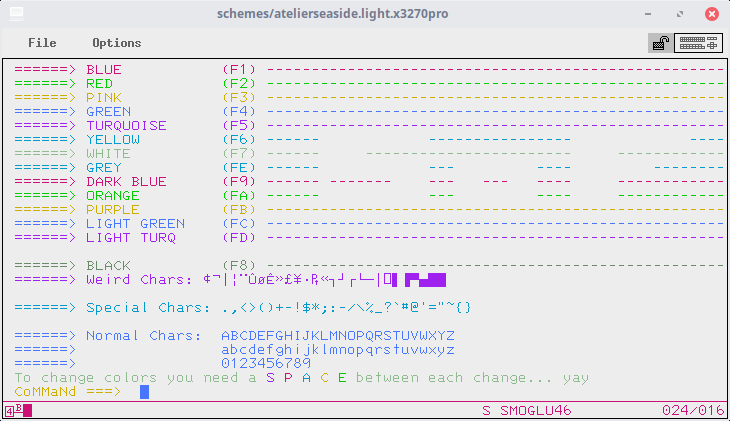 schemes/atelierseaside.light.x3270pro
File Options
======> BLUE (F1) ---------------------------------------------------
======> RED (F2) ---------------------------------------------------
======> PINK (F3) ---------------------------------------------------
======> GREEN (F4) ---------------------------------------------------
======> TURQUOISE (F5) ---------------------------------------------------
======> YELLOW (F6) ------ --- --- ------------
======> WHITE (F7) ------ --- --- ------------
======> GREY (FE) ------ --- --- ------------
======> DARK BLUE (F9) ------ --- --- ------------
======> ORANGE (FA) ------ --- --- ------------
======> PURPLE (FB) ------ --- --- ------------
======> LIGHT GREEN (FC) ---------------------------------------------------
======> LIGHT TURQ (FD) ---------------------------------------------------
======> BLACK (F8) ---------------------------------------------------
======> Weird Chars: ¢¬|¦¨ÛøÊ»£¥·«┐┘┌└─│
======> Special Chars: .,<>()+-!$*;:-/\%_?`#@'="~{}
======> Normal Chars: ABCDEFGHIJKLMNOPQRSTUVWXYZ
======> abcdefghijklmnopqrstuvwxyz
======> 0123456789
To change colors you need a S P A C E between each change... yay
CoMMaNd ===>
4B S SMOGLU46 024/016